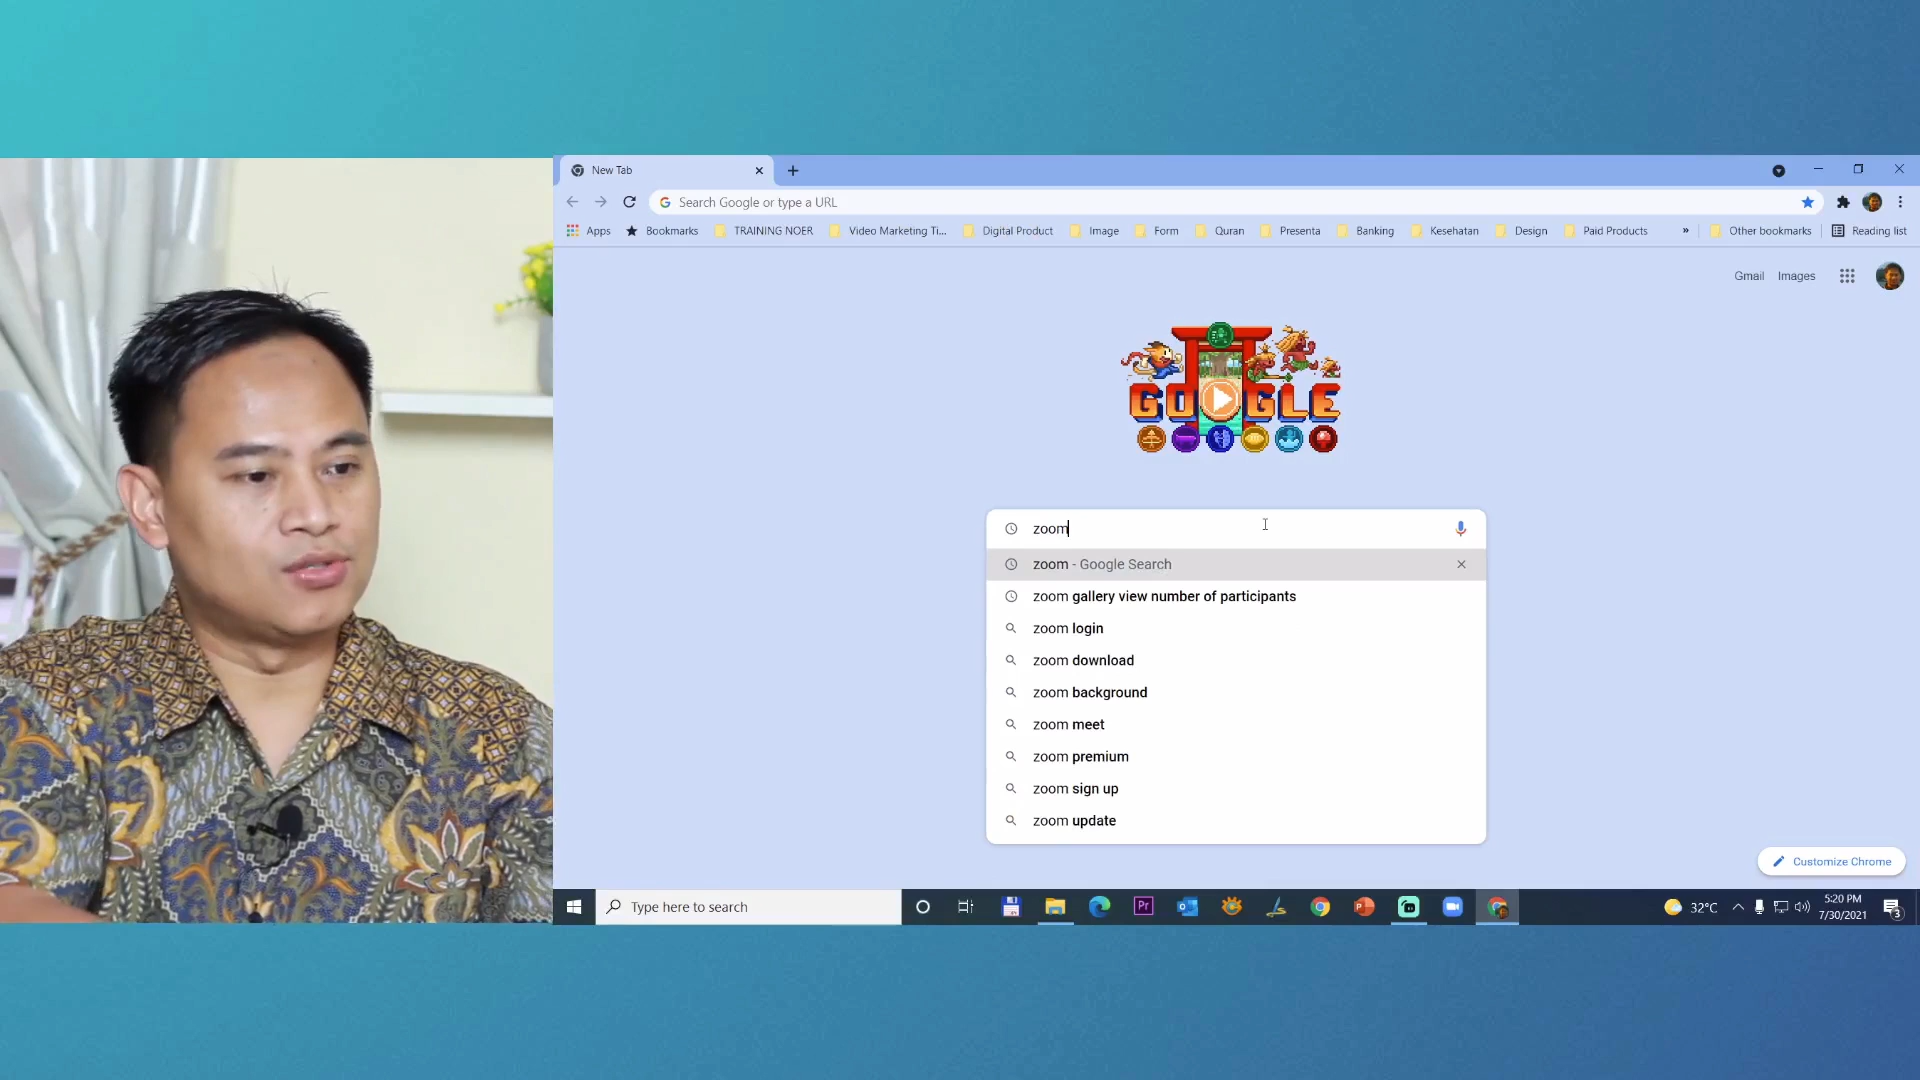 New Tab
Search Google or type a URL
Apps Bookmarks TRAINING NOER Video Marketing Ti... Digital Product Image Form Quran Presenta Banking Kesehatan Design Paid Products » Other bookmarks Reading list
Gmail Images
GOOGLE
zoom
zoom - Google Search
zoom gallery view number of participants
zoom login
zoom download
zoom background
zoom meet
zoom premium
zoom sign up
zoom update
Customize Chrome
Type here to search
Pr
32°C
5:20 PM
7/30/2021
3